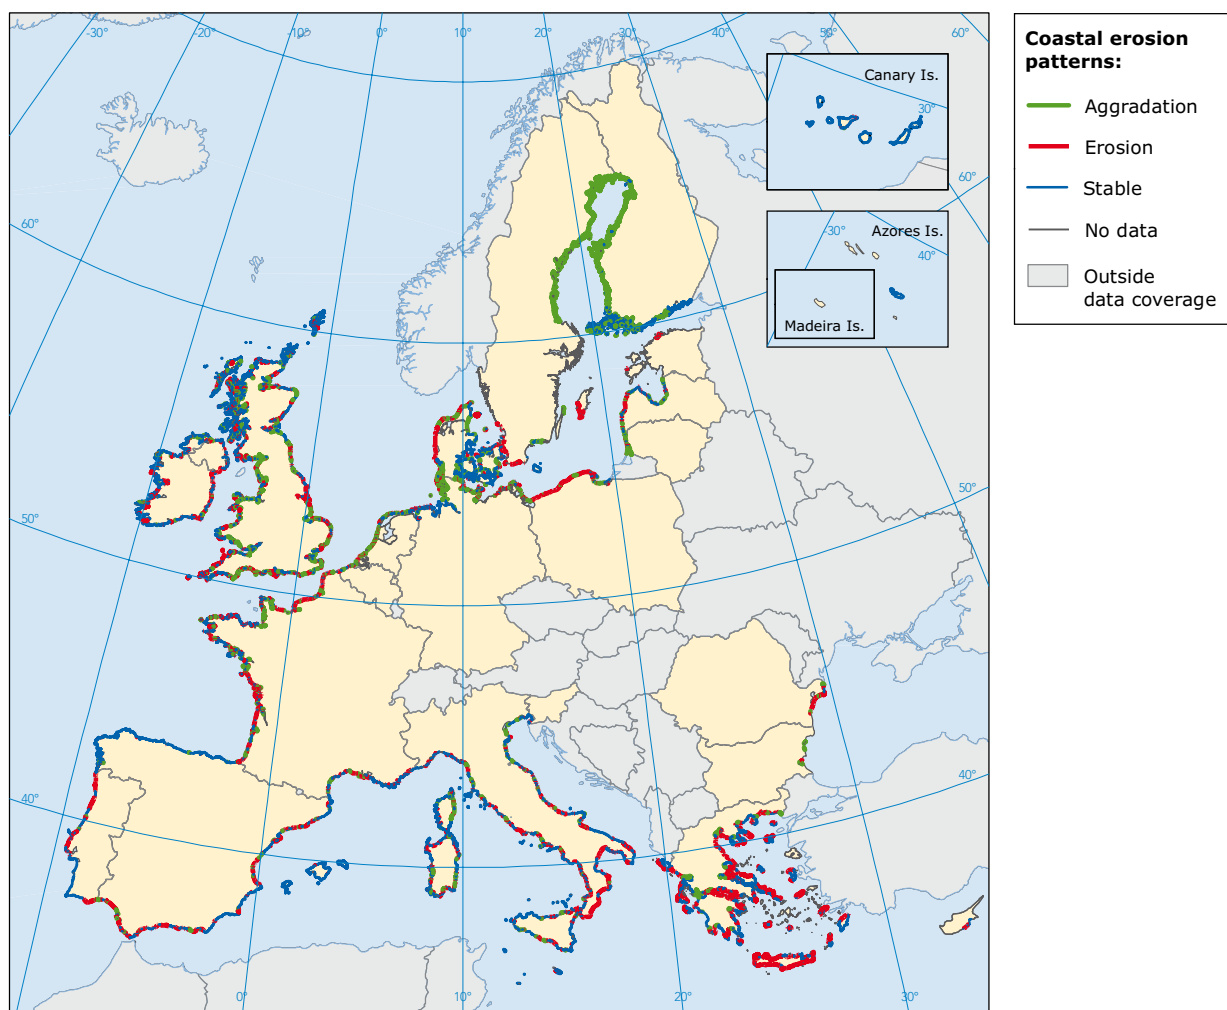 -30°
-20°
-10°
0°
10°
20°
30°
40°
50°
60°
Canary Is.
30°
60°
60°
-30°
Azores Is.
40°
Madeira Is.
50°
50°
40°
40°
0°
10°
20°
30°
Coastal erosion
patterns:
Aggradation
Erosion
Stable
No data
Outside
data coverage